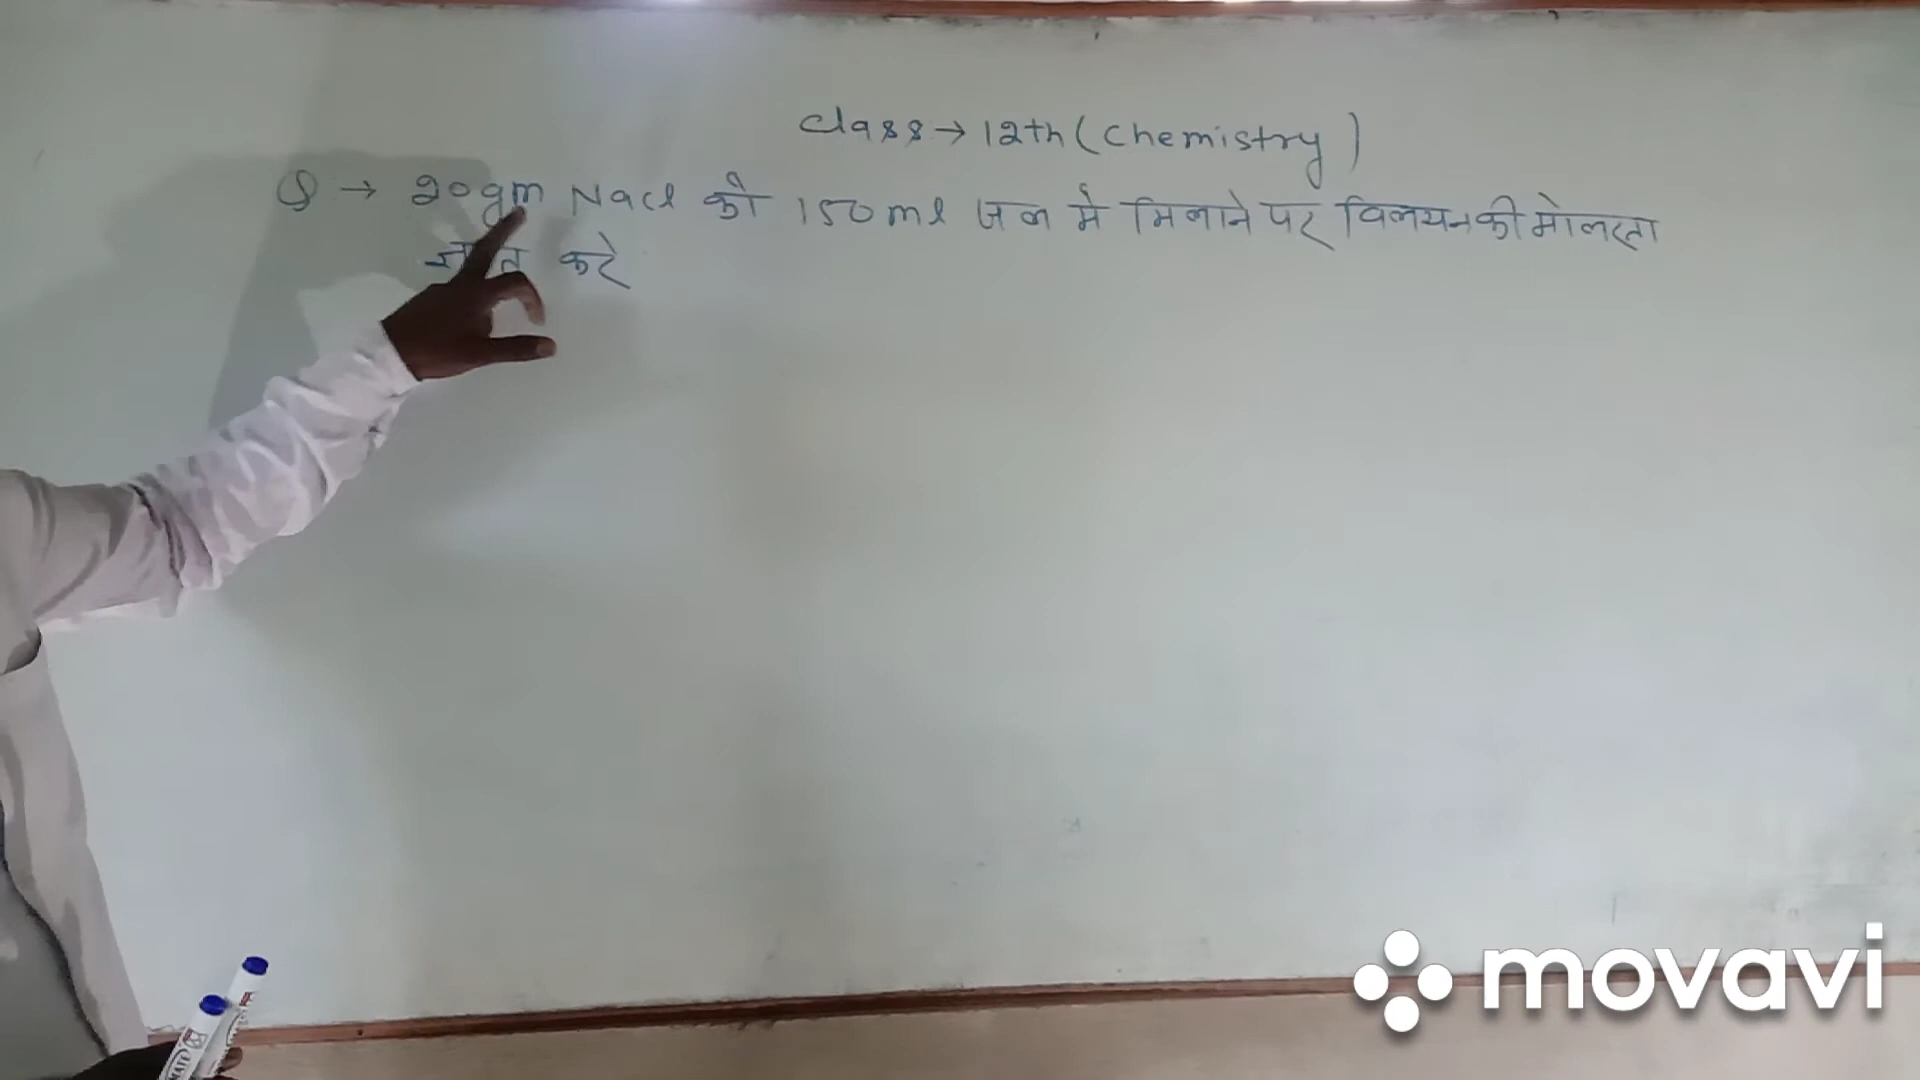 Class → 12th (Chemistry)
Q → 20gm Nacl को 150ml जल मे मिलाने पर विलयन की मोलरता
करे
movavi